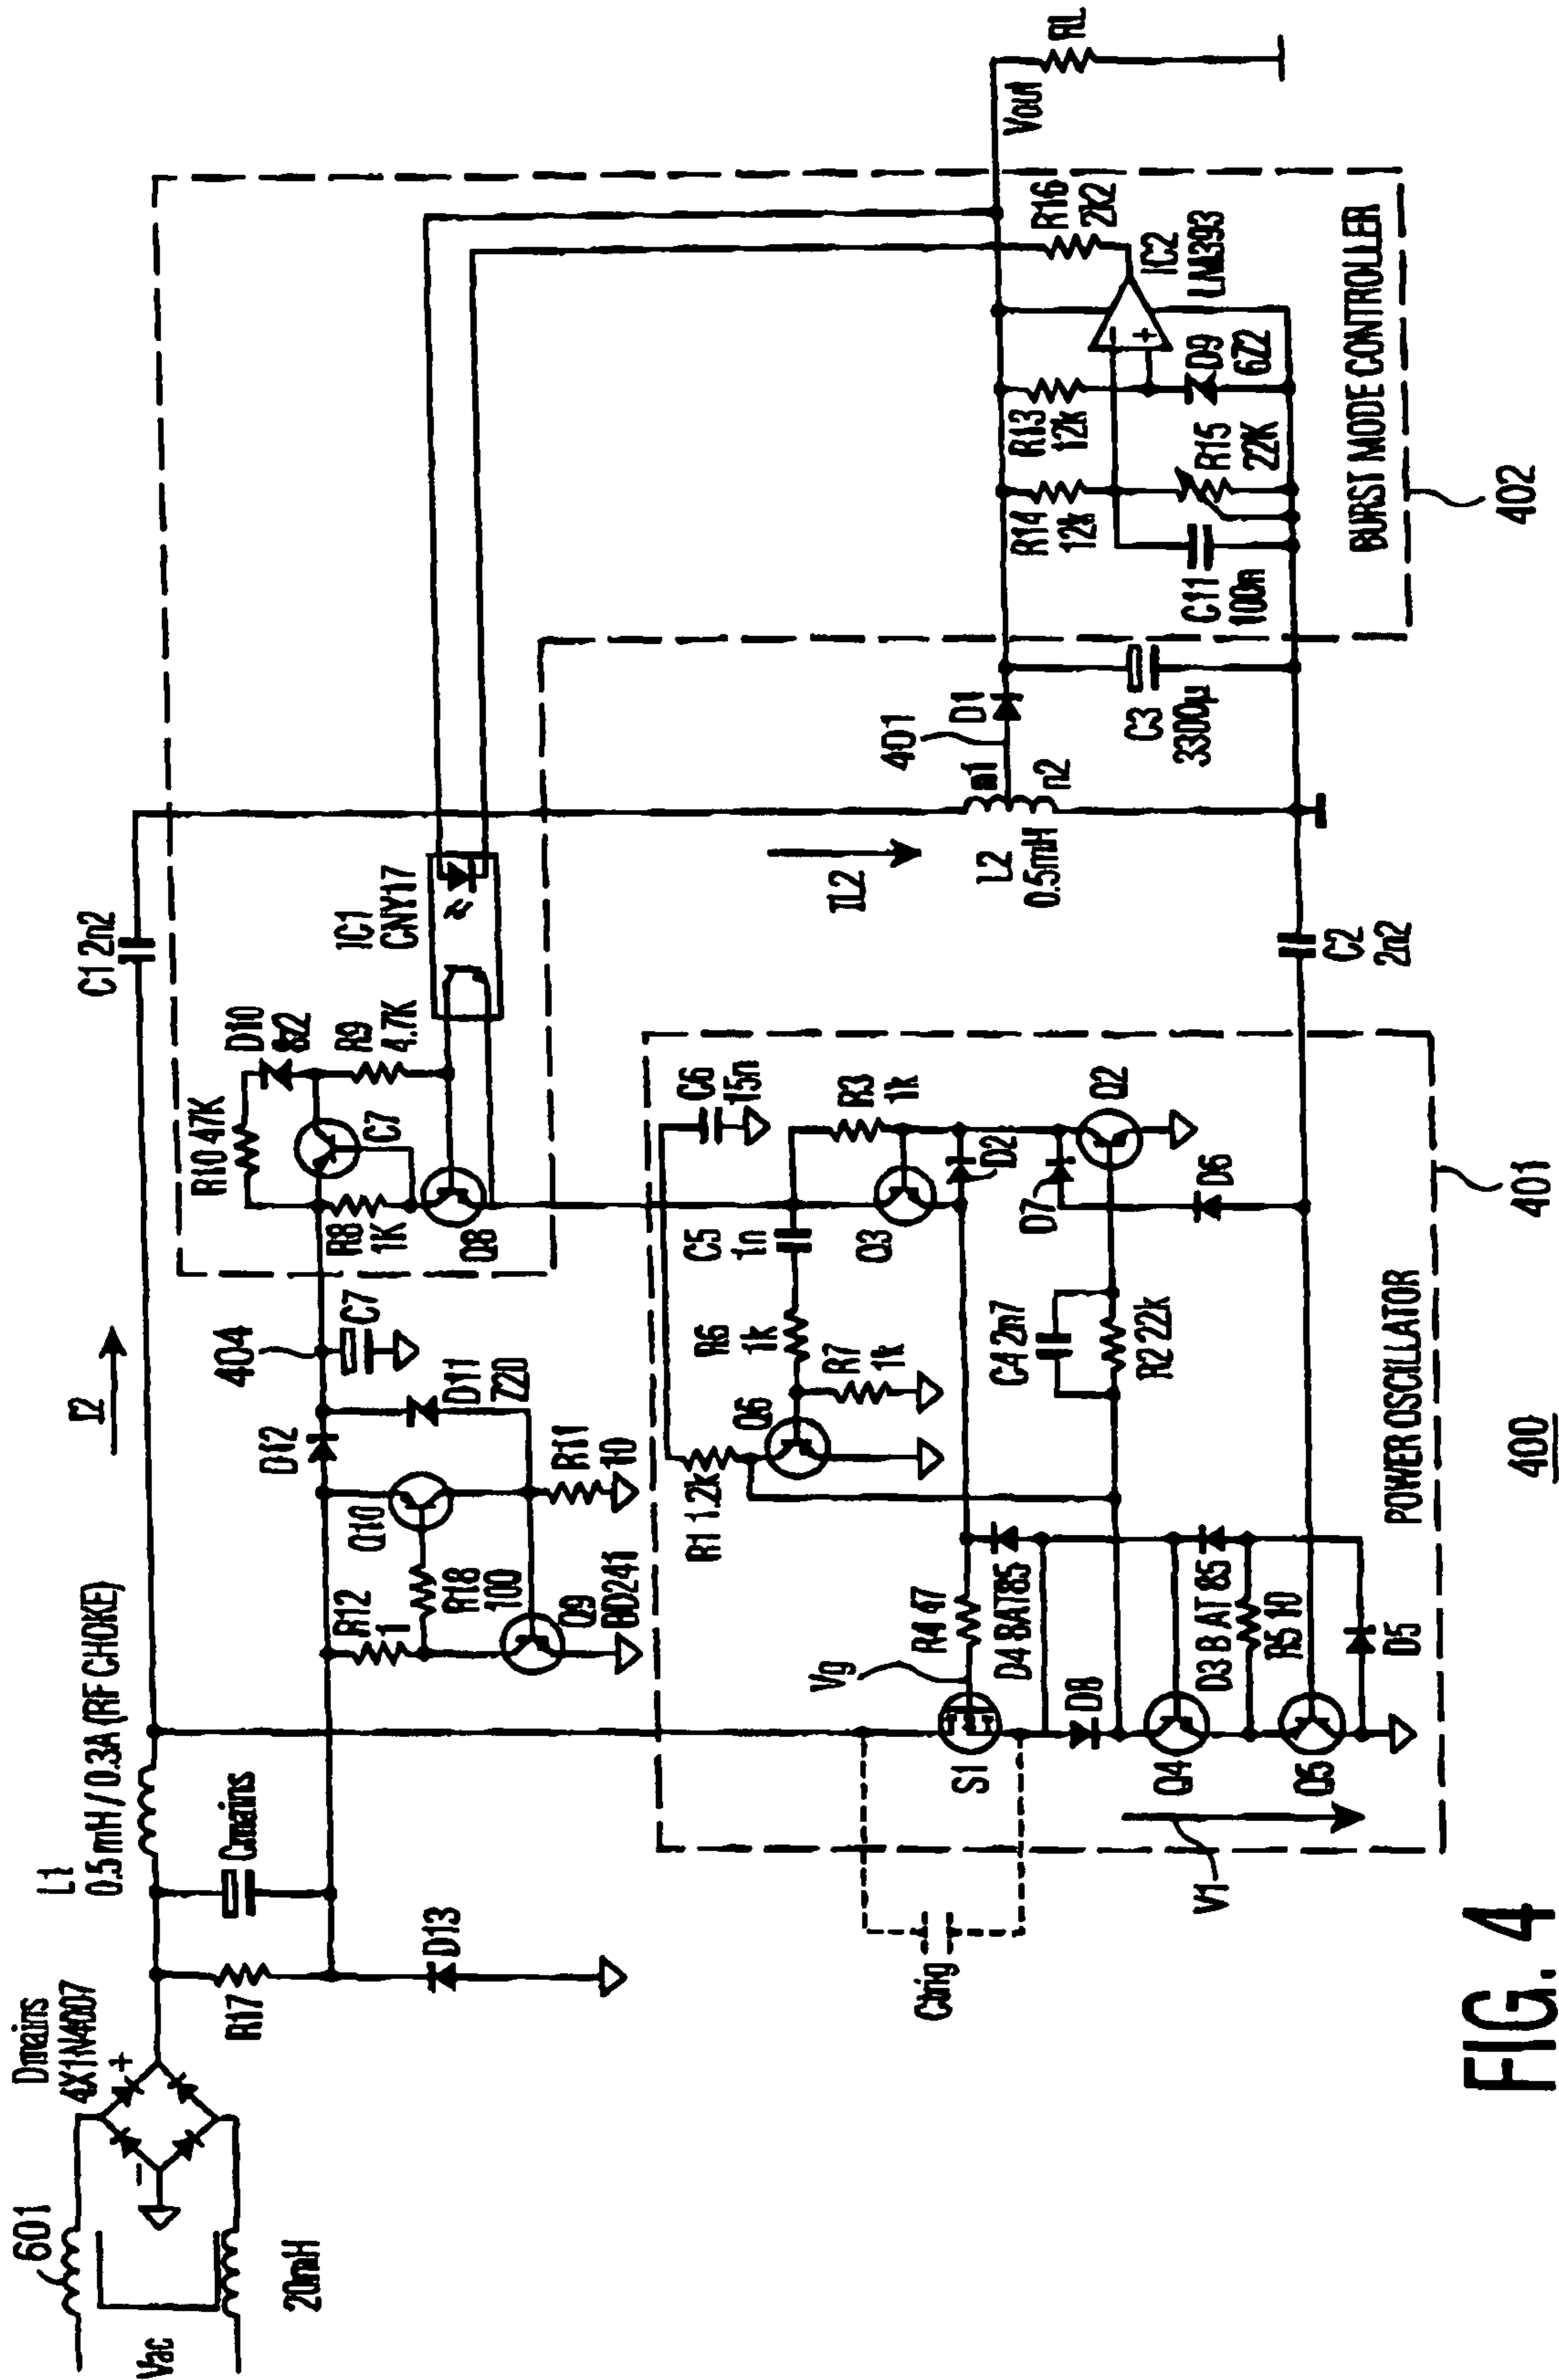 601
Vac
20mH
Dmains
4X1N4007
+
−
R17
D13
L1
0.5mH / 0.3A (RF CHOKE)
Cmains
R12
1
R18
100
Q9
BD241
Q10
D12
D11
Z20
R11
10
404
C7
I2
C1 2n2
R10 47K
D10
R8
1K
C7
R9
4.7K
Q8
IC1
CNY17
IL2
L2
0.5mH
n1
n2
401
D1
C3
3300µ
C11
100n
R14
12k
R13
12k
R15
22K
D9
6Z2
−
+
IC2
LM393
R16
2k2
Vout
RL
BURST MODE CONTROLLER
402
Ctrig
S1
Vg
R4 47
D4 BAT85
D8
Q4
Q5
V1
D3 BAT 85
R5 10
D5
R1 1.2k
Q6
R6
1k
R7
1k
C5
1n
C6
15n
Q3
R3
1k
D2
D7
Q2
C4 2n7
R2 22k
D6
C2
2n2
POWER OSCILLATOR
401
400
FIG. 4